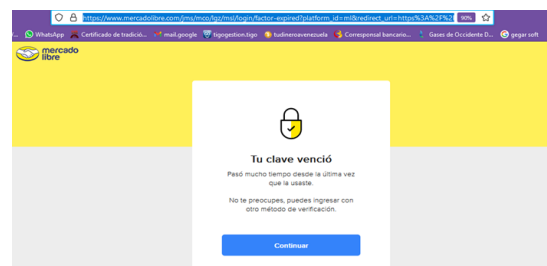 https://www.mercadolibre.com/jms/mco/lgz/msl/login/factor-expired?platform_id=ml&redirect_url=https%3A%2F%2 90%
WhatsApp Certificado de tradició... mail.google tigogestion.tigo tudineroavenezuela Corresponsal bancario... Gases de Occidente D... gegar soft
mercado
libre
Tu clave venció
Pasó mucho tiempo desde la última vez
que la usaste.
No te preocupes, puedes ingresar con
otro método de verificación.
Continuar